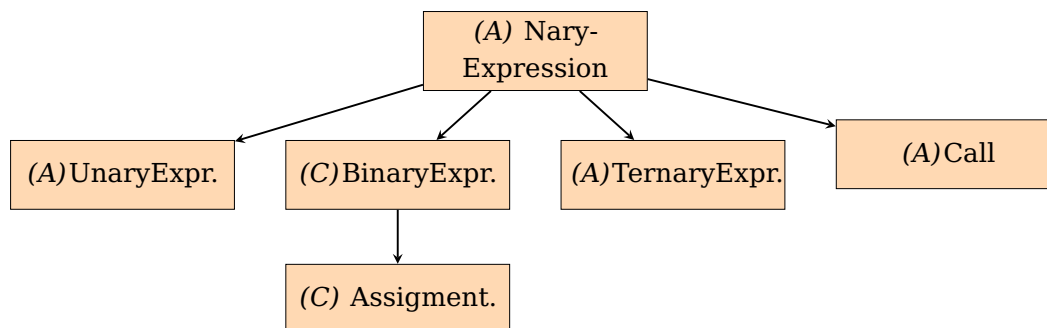 (A) Nary-
Expression
(A)UnaryExpr.
(C)BinaryExpr.
(A)TernaryExpr.
(A)Call
(C) Assigment.